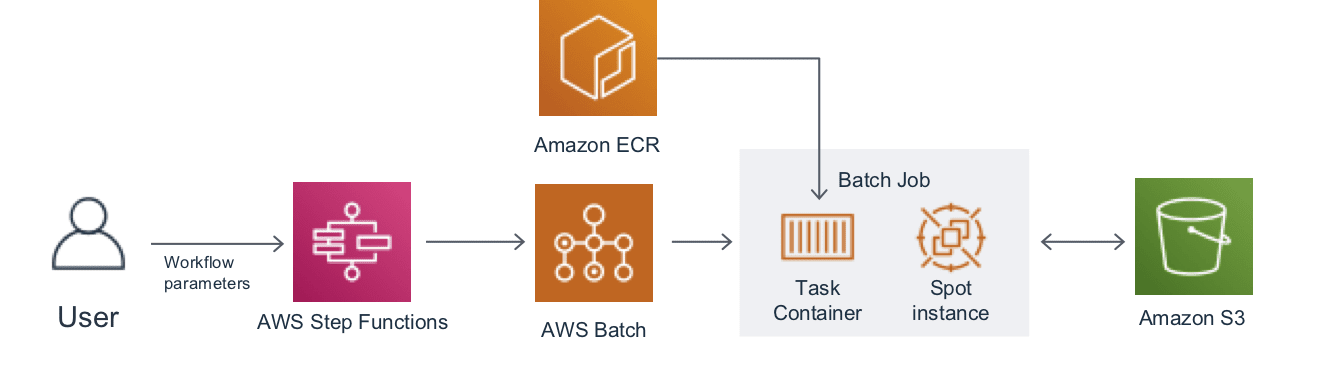 Amazon ECR
Batch Job
Workflow
parameters
User
AWS Step Functions
AWS Batch
Task
Container
Spot
instance
Amazon S3